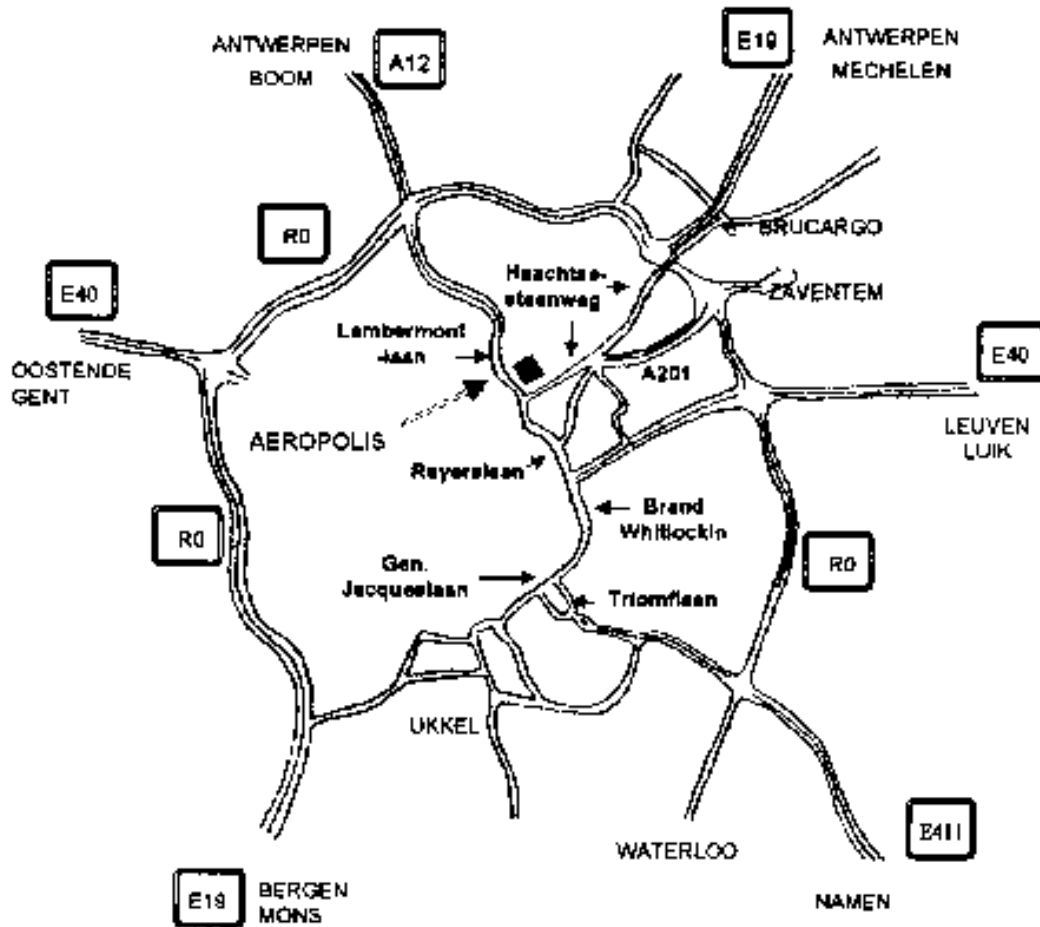 ANTWERPEN
BOOM
A12
E19
ANTWERPEN
MECHELEN
R0
BRUCARGO
E40
Haachtse-
steenweg
ZAVENTEM
Lambermont
-laan
OOSTENDE
GENT
A201
E40
AEROPOLIS
LEUVEN
LUIK
Reyerslaan
Brand
Whitlockln
R0
R0
Gen.
Jacqueslaan
Triomflaan
UKKEL
E411
WATERLOO
E19
BERGEN
MONS
NAMEN